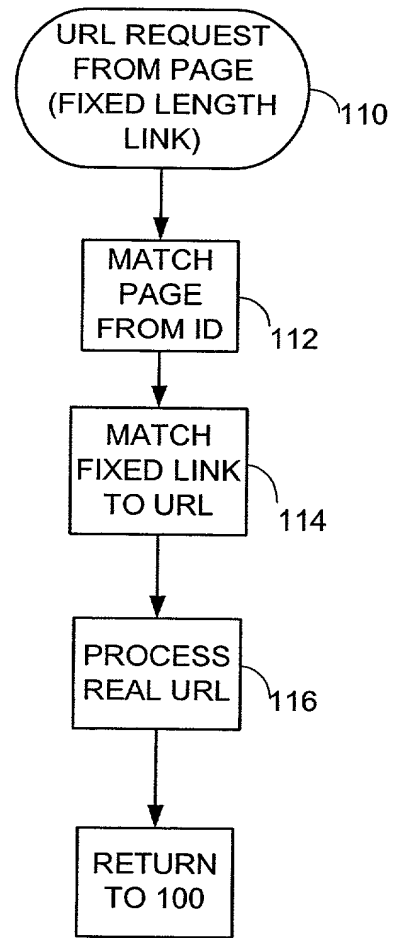 URL REQUEST
FROM PAGE
(FIXED LENGTH
LINK)
110
MATCH
PAGE
FROM ID
112
MATCH
FIXED LINK
TO URL
114
PROCESS
REAL URL
116
RETURN
TO 100